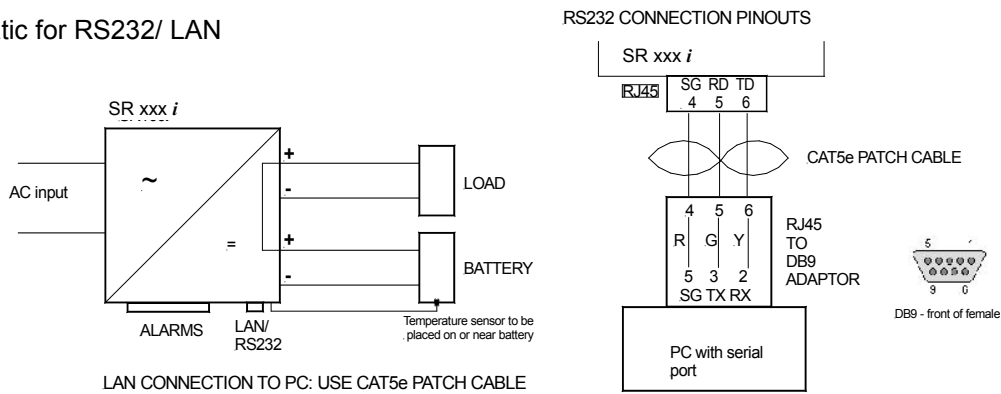 tic for RS232/ LAN
SR xxx i
AC input
~
=
+
-
+
-
LOAD
BATTERY
ALARMS
LAN/
RS232
Temperature sensor to be
placed on or near battery
LAN CONNECTION TO PC: USE CAT5e PATCH CABLE
RS232 CONNECTION PINOUTS
SR xxx i
RJ45
SG RD TD
4 5 6
CAT5e PATCH CABLE
4 5 6
R G Y
5 3 2
SG TX RX
RJ45
TO
DB9
ADAPTOR
PC with serial
port
5
9 6
DB9 - front of female